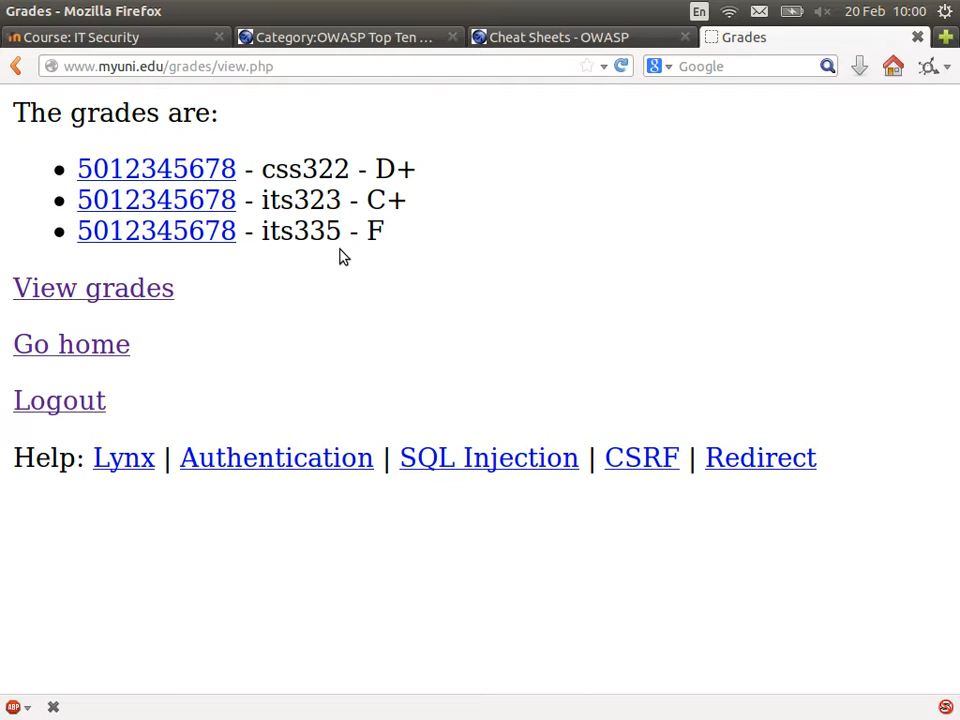 Grades - Mozilla Firefox
En
20 Feb 10:00
Course: IT Security
Category:OWASP Top Ten ...
Cheat Sheets - OWASP
Grades
www.myuni.edu/grades/view.php
8
Google
The grades are:
• 5012345678 - css322 - D+
• 5012345678 - its323 - C+
• 5012345678 - its335 - F
View grades
Go home
Logout
Help: Lynx | Authentication | SQL Injection | CSRF | Redirect
ABP